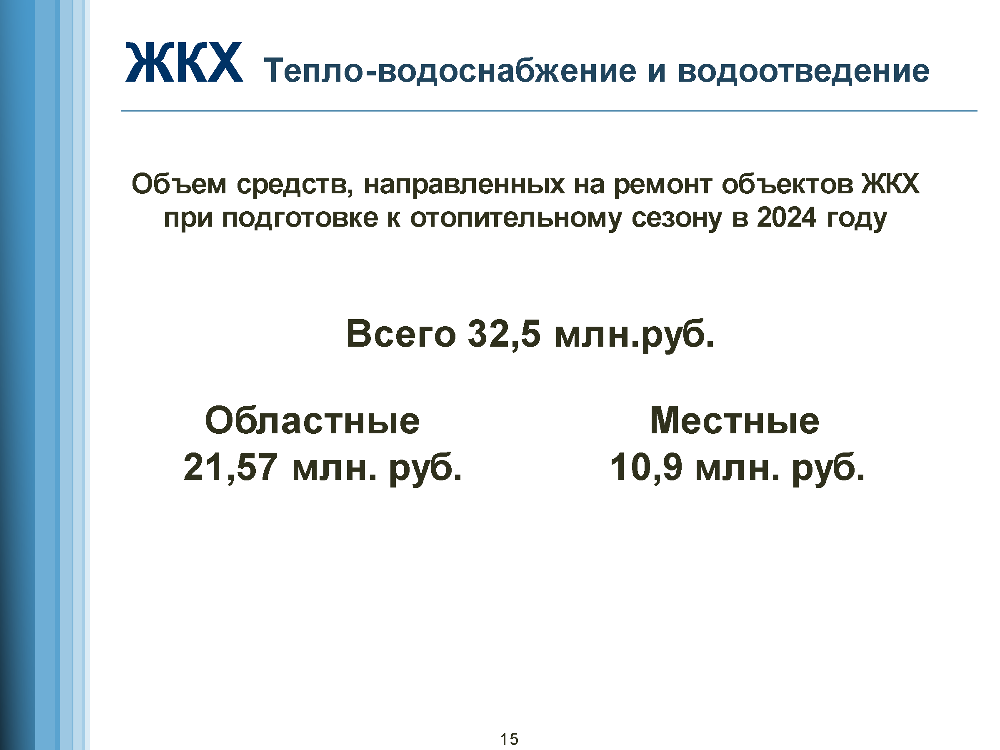 ЖКХ Тепло-водоснабжение и водоотведение
Объем средств, направленных на ремонт объектов ЖКХ
при подготовке к отопительному сезону в 2024 году
Всего 32,5 млн.руб.
Областные Местные
21,57 млн. руб. 10,9 млн. руб.
15